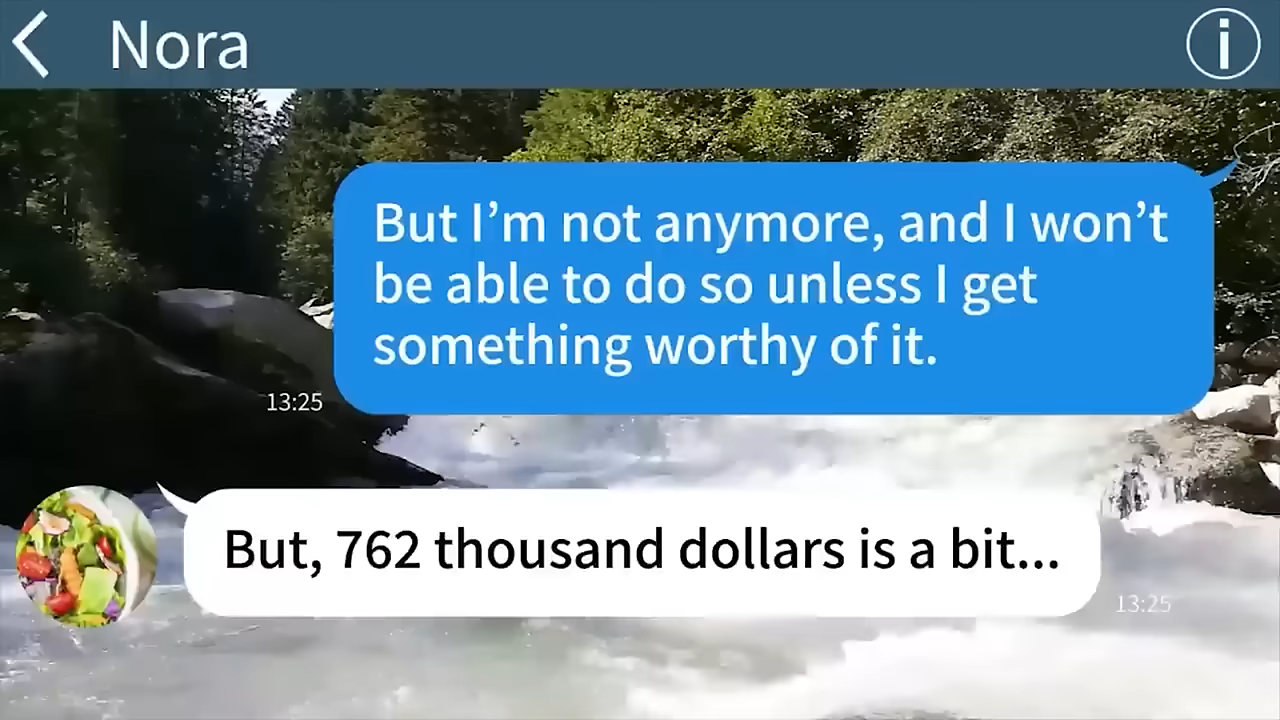 Nora
But I’m not anymore, and I won’t
be able to do so unless I get
something worthy of it.
13:25
But, 762 thousand dollars is a bit...
13:25